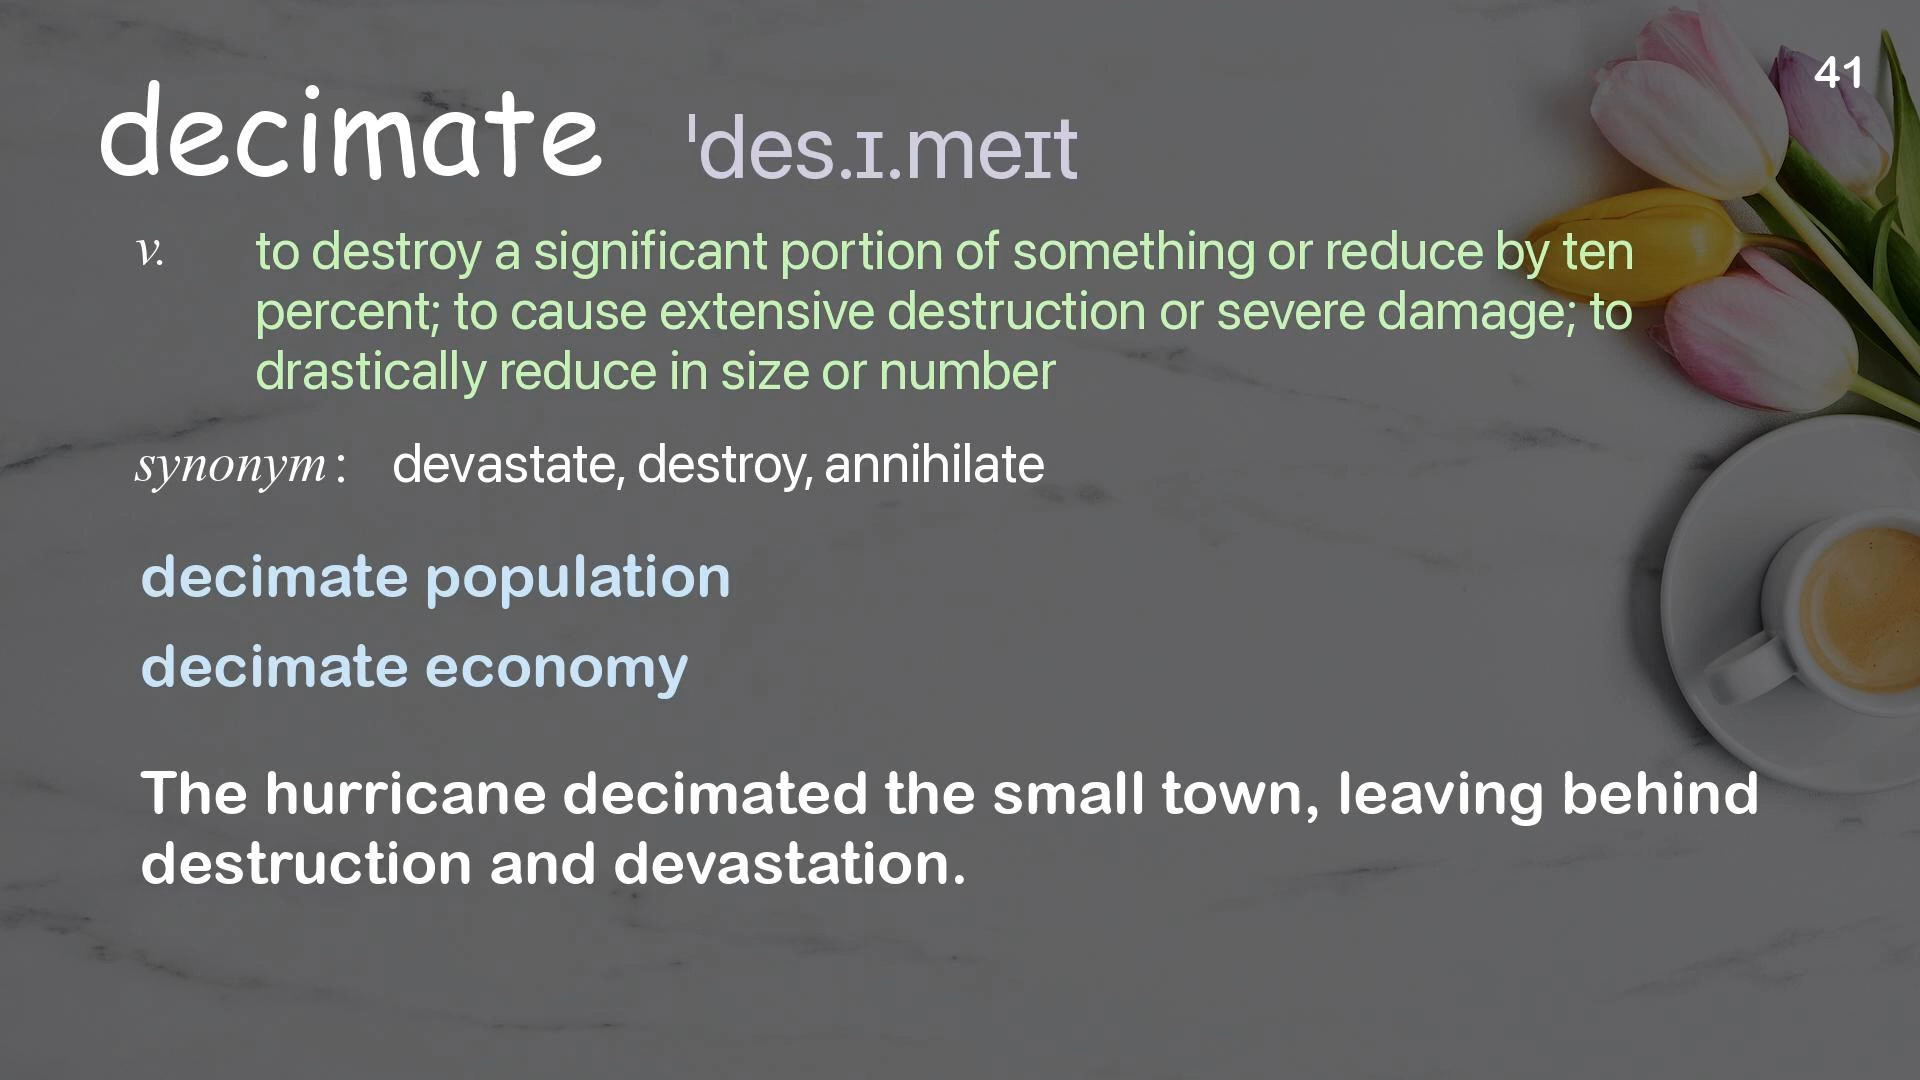 41
decimate ˈdes.ɪ.meɪt
v. to destroy a significant portion of something or reduce by ten
percent; to cause extensive destruction or severe damage; to
drastically reduce in size or number
synonym: devastate, destroy, annihilate
decimate population
decimate economy
The hurricane decimated the small town, leaving behind
destruction and devastation.